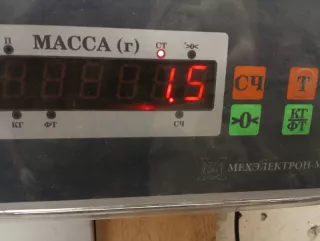 П МАССА (г) СТ >0<
1.5
СЧ Т
КГ ФТ СЧ >0< КГ/ФТ
МЕХЭЛЕКТРОН-М